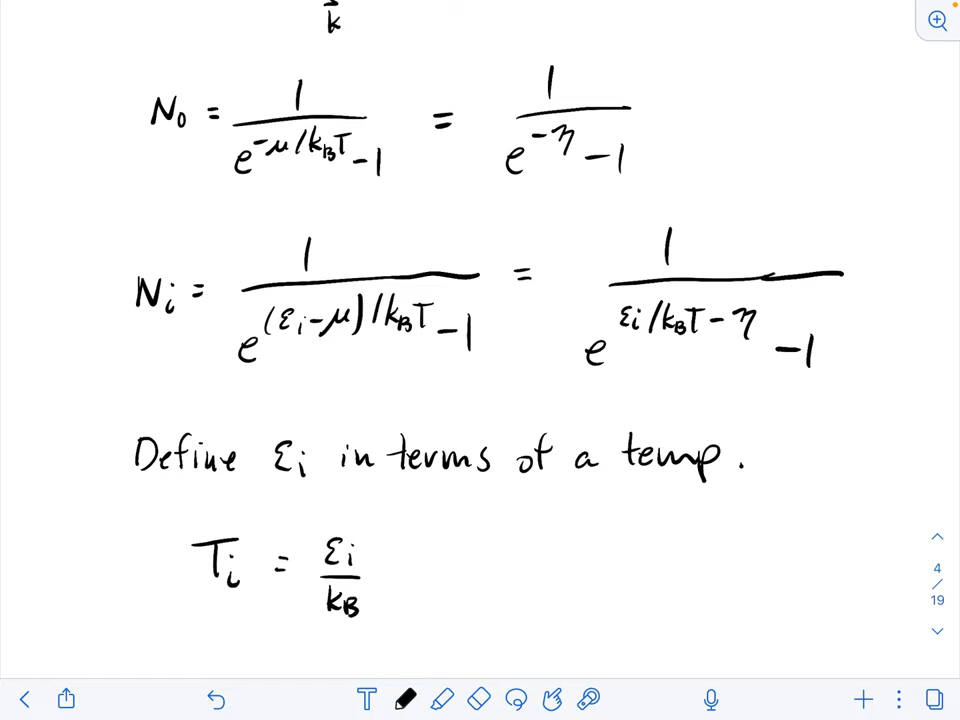 k⃗
N₀ = 1/(e^(-μ/k_BT) - 1) = 1/(e^(-η) - 1)
Nᵢ = 1/(e^((εᵢ-μ)/k_BT) - 1) = 1/(e^(εᵢ/k_BT - η) - 1)
Define εᵢ in terms of a temp.
Tᵢ = εᵢ/k_B
4
/
19
T